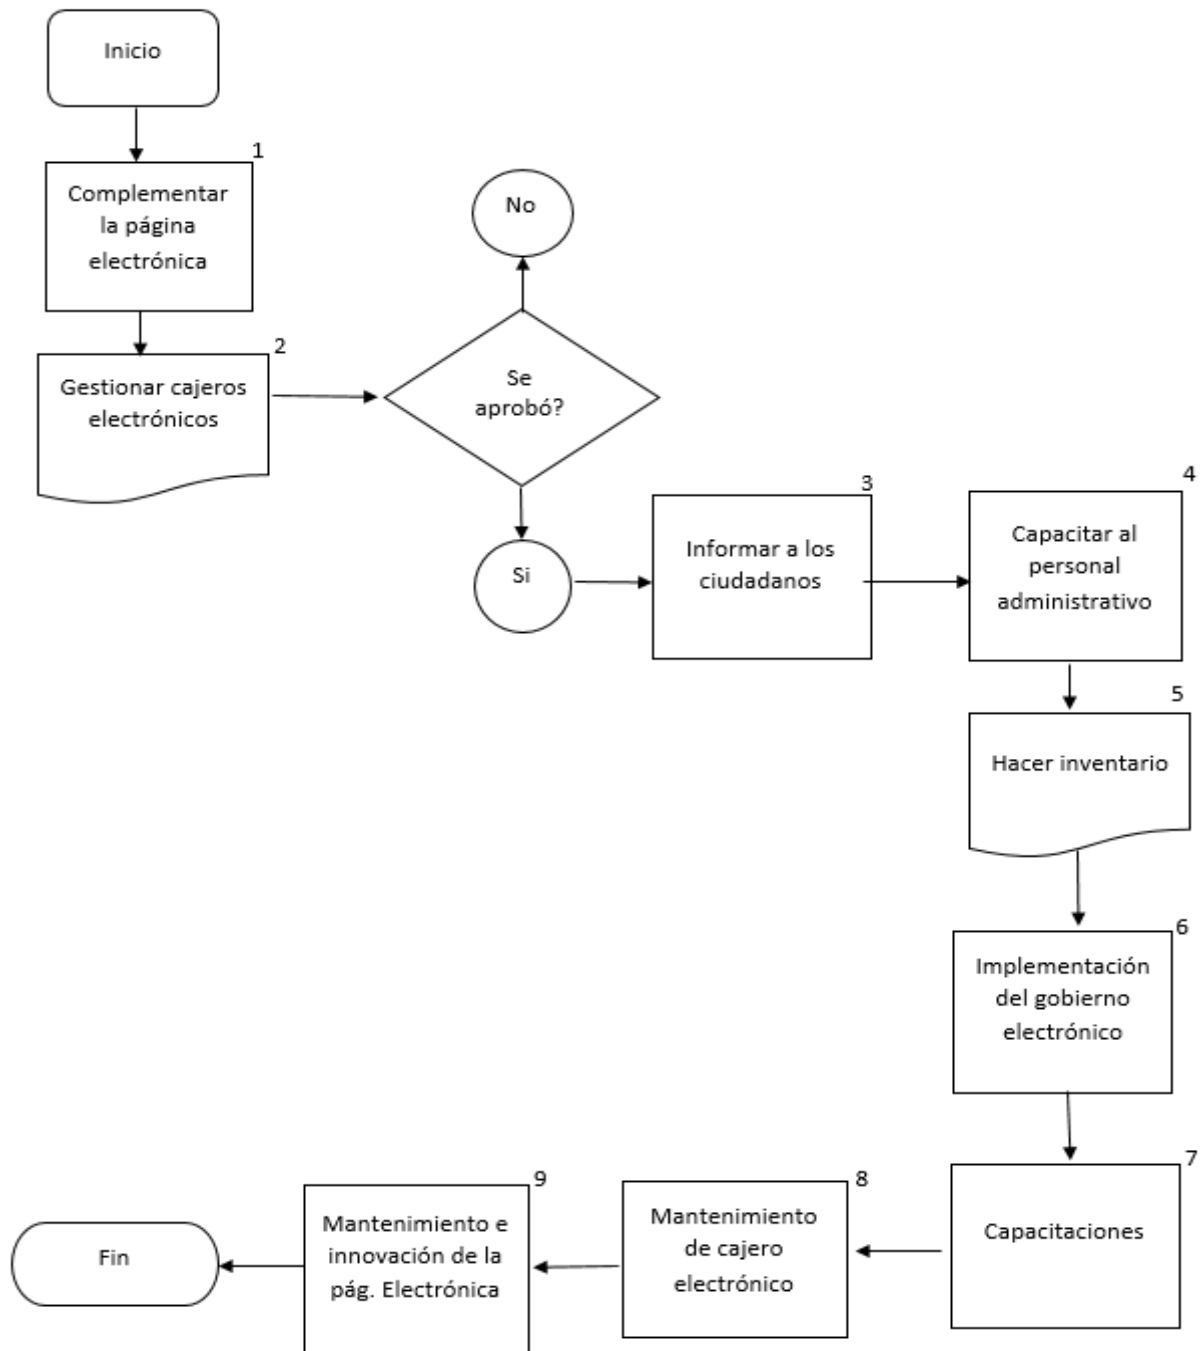 Inicio
1
Complementar
la página
electrónica
2
Gestionar cajeros
electrónicos
No
Se
aprobó?
Si
3
Informar a los
ciudadanos
4
Capacitar al
personal
administrativo
5
Hacer inventario
6
Implementación
del gobierno
electrónico
7
Capacitaciones
8
Mantenimiento
de cajero
electrónico
9
Mantenimiento e
innovación de la
pág. Electrónica
Fin